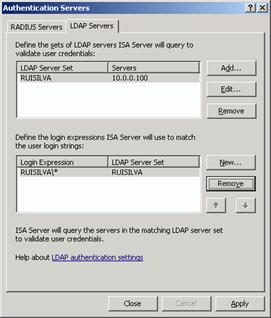 Authentication Servers
RADIUS Servers LDAP Servers
Define the sets of LDAP servers ISA Server will query to
validate user credentials:
LDAP Server Set Servers
RUISILVA 10.0.0.100
Add...
Edit...
Remove
Define the login expressions ISA Server will use to match
the user login strings:
Login Expression LDAP Server Set
RUISILVA\* RUISILVA
New...
Remove
ISA Server will query the servers in the matching LDAP server set
to validate user credentials.
Help about LDAP authentication settings
Close Cancel Apply